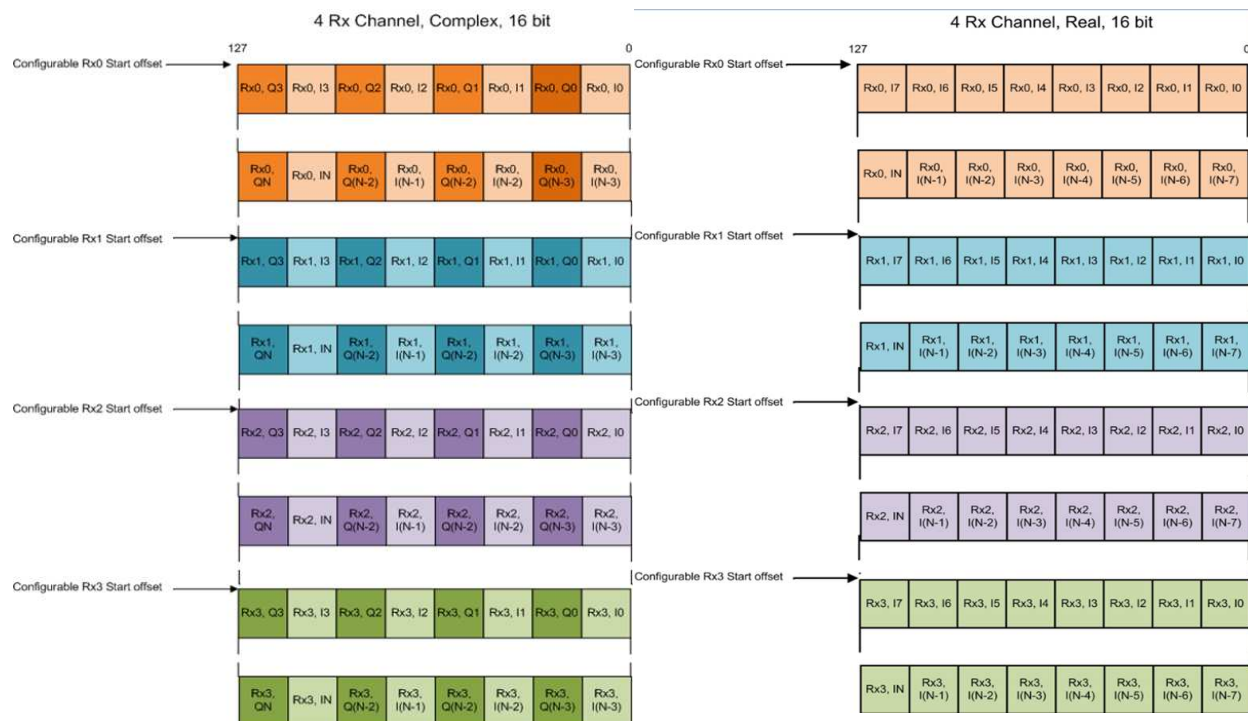 4 Rx Channel, Complex, 16 bit
127 0
Configurable Rx0 Start offset
Rx0, Q3 Rx0, I3 Rx0, Q2 Rx0, I2 Rx0, Q1 Rx0, I1 Rx0, Q0 Rx0, I0
Rx0, QN Rx0, IN Rx0, Q(N-2) Rx0, I(N-1) Rx0, Q(N-2) Rx0, I(N-2) Rx0, Q(N-3) Rx0, I(N-3)
Configurable Rx1 Start offset
Rx1, Q3 Rx1, I3 Rx1, Q2 Rx1, I2 Rx1, Q1 Rx1, I1 Rx1, Q0 Rx1, I0
Rx1, QN Rx1, IN Rx1, Q(N-2) Rx1, I(N-1) Rx1, Q(N-2) Rx1, I(N-2) Rx1, Q(N-3) Rx1, I(N-3)
Configurable Rx2 Start offset
Rx2, Q3 Rx2, I3 Rx2, Q2 Rx2, I2 Rx2, Q1 Rx2, I1 Rx2, Q0 Rx2, I0
Rx2, QN Rx2, IN Rx2, Q(N-2) Rx2, I(N-1) Rx2, Q(N-2) Rx2, I(N-2) Rx2, Q(N-3) Rx2, I(N-3)
Configurable Rx3 Start offset
Rx3, Q3 Rx3, I3 Rx3, Q2 Rx3, I2 Rx3, Q1 Rx3, I1 Rx3, Q0 Rx3, I0
Rx3, QN Rx3, IN Rx3, Q(N-2) Rx3, I(N-1) Rx3, Q(N-2) Rx3, I(N-2) Rx3, Q(N-3) Rx3, I(N-3)
4 Rx Channel, Real, 16 bit
127 0
Configurable Rx0 Start offset
Rx0, I7 Rx0, I6 Rx0, I5 Rx0, I4 Rx0, I3 Rx0, I2 Rx0, I1 Rx0, I0
Rx0, IN Rx0, I(N-1) Rx0, I(N-2) Rx0, I(N-3) Rx0, I(N-4) Rx0, I(N-5) Rx0, I(N-6) Rx0, I(N-7)
Configurable Rx1 Start offset
Rx1, I7 Rx1, I6 Rx1, I5 Rx1, I4 Rx1, I3 Rx1, I2 Rx1, I1 Rx1, I0
Rx1, IN Rx1, I(N-1) Rx1, I(N-2) Rx1, I(N-3) Rx1, I(N-4) Rx1, I(N-5) Rx1, I(N-6) Rx1, I(N-7)
Configurable Rx2 Start offset
Rx2, I7 Rx2, I6 Rx2, I5 Rx2, I4 Rx2, I3 Rx2, I2 Rx2, I1 Rx2, I0
Rx2, IN Rx2, I(N-1) Rx2, I(N-2) Rx2, I(N-3) Rx2, I(N-4) Rx2, I(N-5) Rx2, I(N-6) Rx2, I(N-7)
Configurable Rx3 Start offset
Rx3, I7 Rx3, I6 Rx3, I5 Rx3, I4 Rx3, I3 Rx3, I2 Rx3, I1 Rx3, I0
Rx3, IN Rx3, I(N-1) Rx3, I(N-2) Rx3, I(N-3) Rx3, I(N-4) Rx3, I(N-5) Rx3, I(N-6) Rx3, I(N-7)